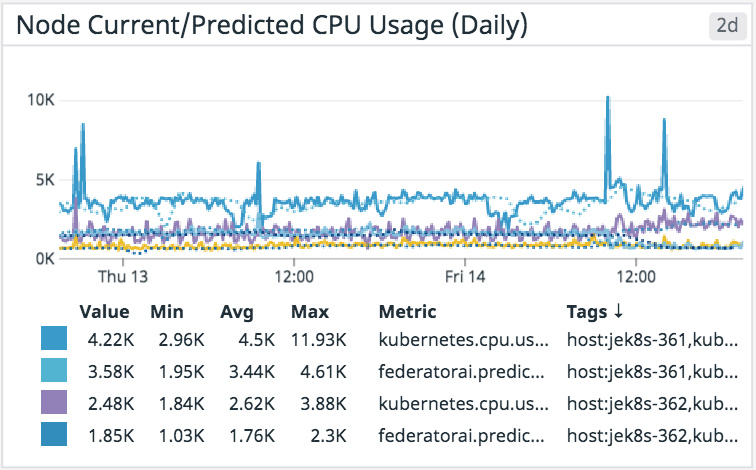 Node Current/Predicted CPU Usage (Daily)
2d
10K
5K
0K
Thu 13 12:00 Fri 14 12:00
Value Min Avg Max Metric Tags ↓
4.22K 2.96K 4.5K 11.93K kubernetes.cpu.us... host:jek8s-361,kub...
3.58K 1.95K 3.44K 4.61K federatorai.predic... host:jek8s-361,kub...
2.48K 1.84K 2.62K 3.88K kubernetes.cpu.us... host:jek8s-362,kub...
1.85K 1.03K 1.76K 2.3K federatorai.predic... host:jek8s-362,kub...